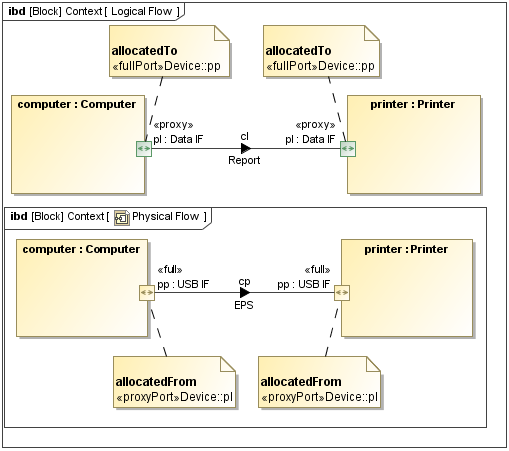 ibd [Block] Context [ Logical Flow ]
allocatedTo
«fullPort»Device::pp
allocatedTo
«fullPort»Device::pp
computer : Computer
printer : Printer
«proxy»
pl : Data IF
cl
Report
«proxy»
pl : Data IF
ibd [Block] Context [ Physical Flow ]
computer : Computer
printer : Printer
«full»
pp : USB IF
cp
EPS
«full»
pp : USB IF
allocatedFrom
«proxyPort»Device::pl
allocatedFrom
«proxyPort»Device::pl